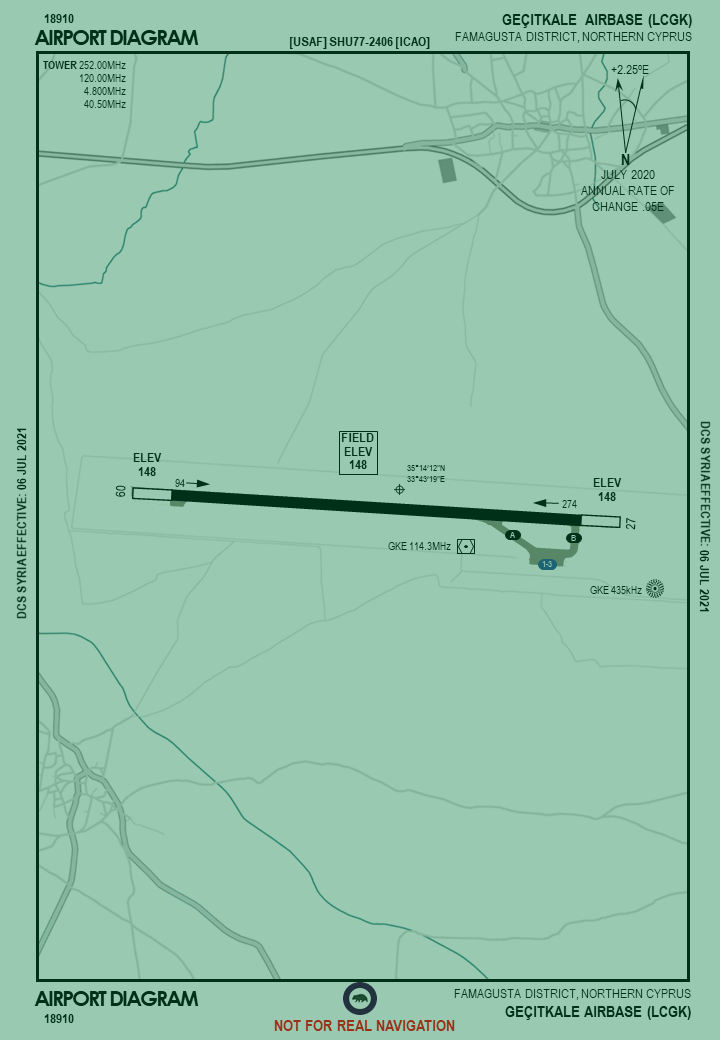 18910
AIRPORT DIAGRAM
[USAF] SHU77-2406 [ICAO]
GEÇITKALE AIRBASE (LCGK)
FAMAGUSTA DISTRICT, NORTHERN CYPRUS
TOWER 252.00MHz
120.00MHz
4.800MHz
40.50MHz
+2.25ºE
N
JULY 2020
ANNUAL RATE OF
CHANGE .05E
DCS SYRIA EFFECTIVE: 06 JUL 2021
DCS SYRIA EFFECTIVE: 06 JUL 2021
FIELD
ELEV
148
ELEV
148
35°14'12"N
33°43'19"E
ELEV
148
94
09
274
27
A
B
GKE 114.3MHz
1-3
GKE 435kHz
AIRPORT DIAGRAM
18910
NOT FOR REAL NAVIGATION
FAMAGUSTA DISTRICT, NORTHERN CYPRUS
GEÇITKALE AIRBASE (LCGK)